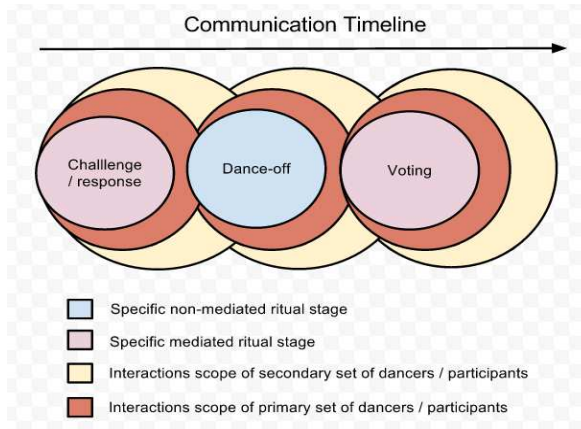 Communication Timeline
Challlenge
/ response
Dance-off
Voting
Specific non-mediated ritual stage
Specific mediated ritual stage
Interactions scope of secondary set of dancers / participants
Interactions scope of primary set of dancers / participants